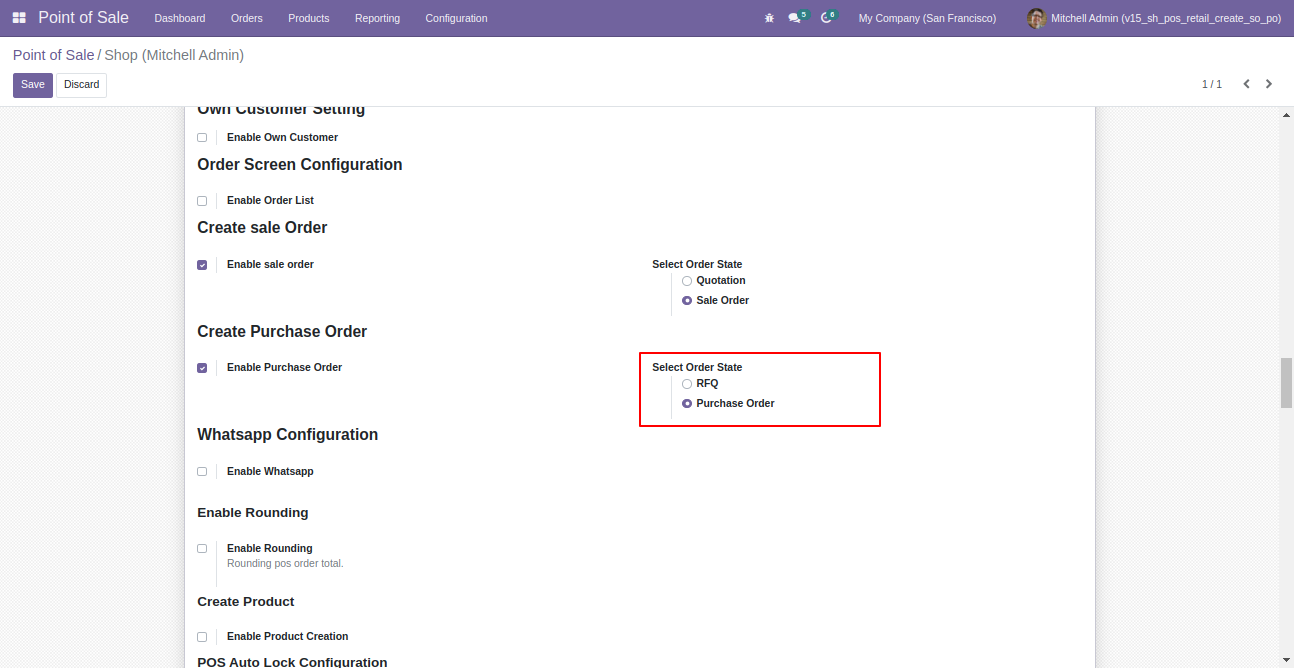 Point of Sale Dashboard Orders Products Reporting Configuration 5 6 My Company (San Francisco) Mitchell Admin (v15_sh_pos_retail_create_so_po)
Point of Sale / Shop (Mitchell Admin)
Save Discard 1 / 1
Own Customer Setting
Enable Own Customer
Order Screen Configuration
Enable Order List
Create sale Order
Enable sale order Select Order State
Quotation
Sale Order
Create Purchase Order
Enable Purchase Order Select Order State
RFQ
Purchase Order
Whatsapp Configuration
Enable Whatsapp
Enable Rounding
Enable Rounding
Rounding pos order total.
Create Product
Enable Product Creation
POS Auto Lock Configuration